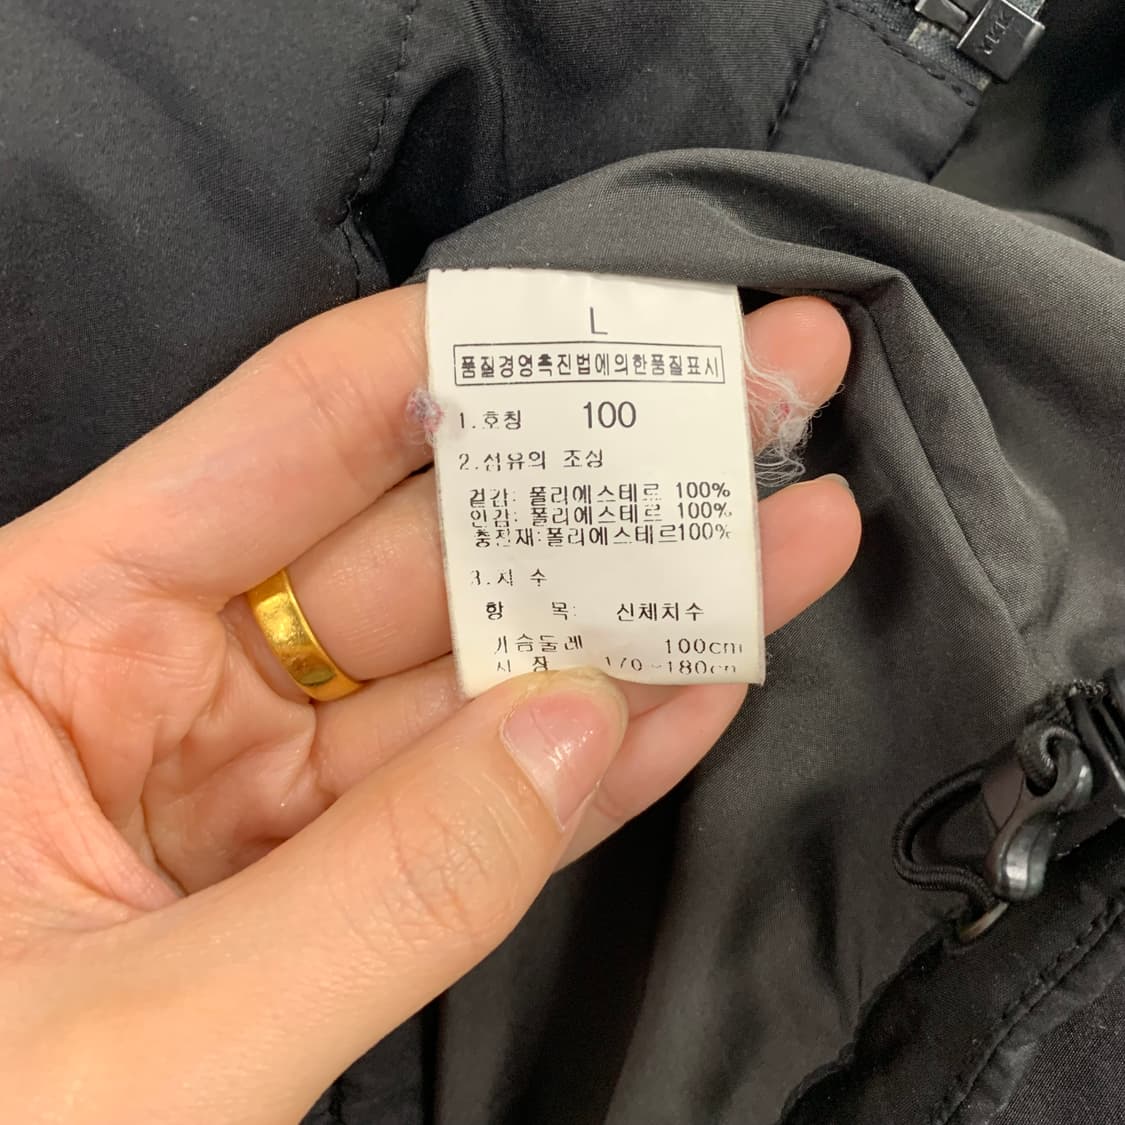 YKK
L
품질경영촉진법에의한품질표시
1.호칭 100
2.섬유의 조성
겉감: 폴리에스테르 100%
안감: 폴리에스테르 100%
충진재:폴리에스테르100%
3.치 수
항 목: 신체치수
가슴둘레 100cm
신 장 170~180cm